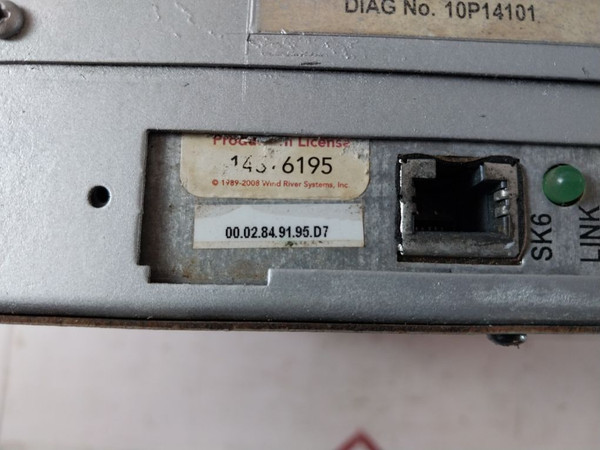 DIAG No. 10P14101
Production License
6195
© 1989-2008 Wind River Systems, Inc
00.02.84.91.95.D7
SK6
LINK